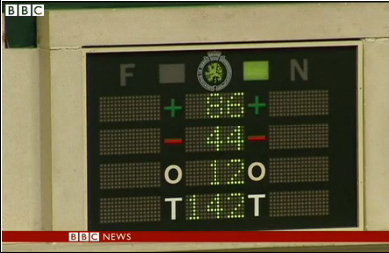 BBC
F N
+ 86 +
- 44 -
O 12 O
T 142 T
BBC NEWS